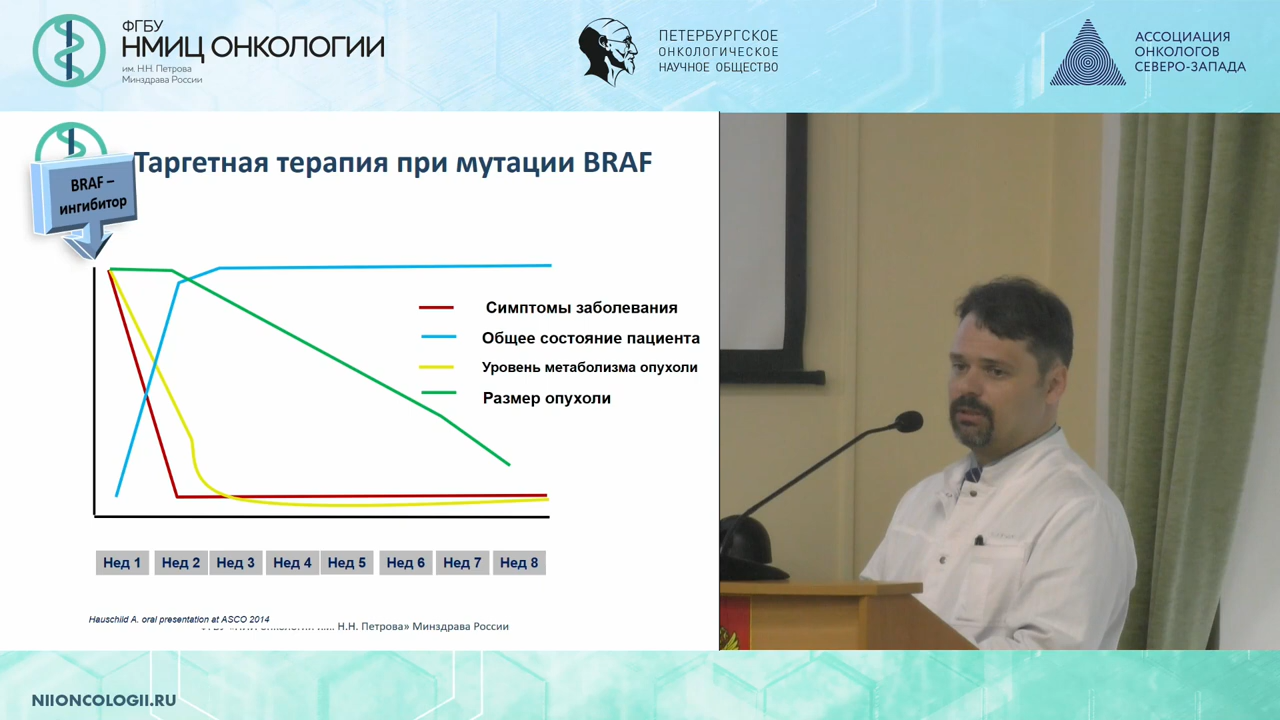 ФГБУ
НМИЦ ОНКОЛОГИИ
им. Н.Н. Петрова
Минздрава России
ПЕТЕРБУРГСКОЕ
ОНКОЛОГИЧЕСКОЕ
НАУЧНОЕ ОБЩЕСТВО
АССОЦИАЦИЯ
ОНКОЛОГОВ
СЕВЕРО-ЗАПАДА
Таргетная терапия при мутации BRAF
BRAF –
ингибитор
Симптомы заболевания
Общее состояние пациента
Уровень метаболизма опухоли
Размер опухоли
Нед 1 Нед 2 Нед 3 Нед 4 Нед 5 Нед 6 Нед 7 Нед 8
Hauschild A. oral presentation at ASCO 2014
Н.Н. Петрова» Минздрава России
NIIONCOLOGII.RU